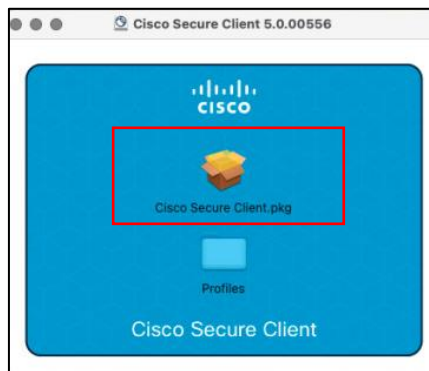 Cisco Secure Client 5.0.00556
CISCO
Cisco Secure Client.pkg
Profiles
Cisco Secure Client